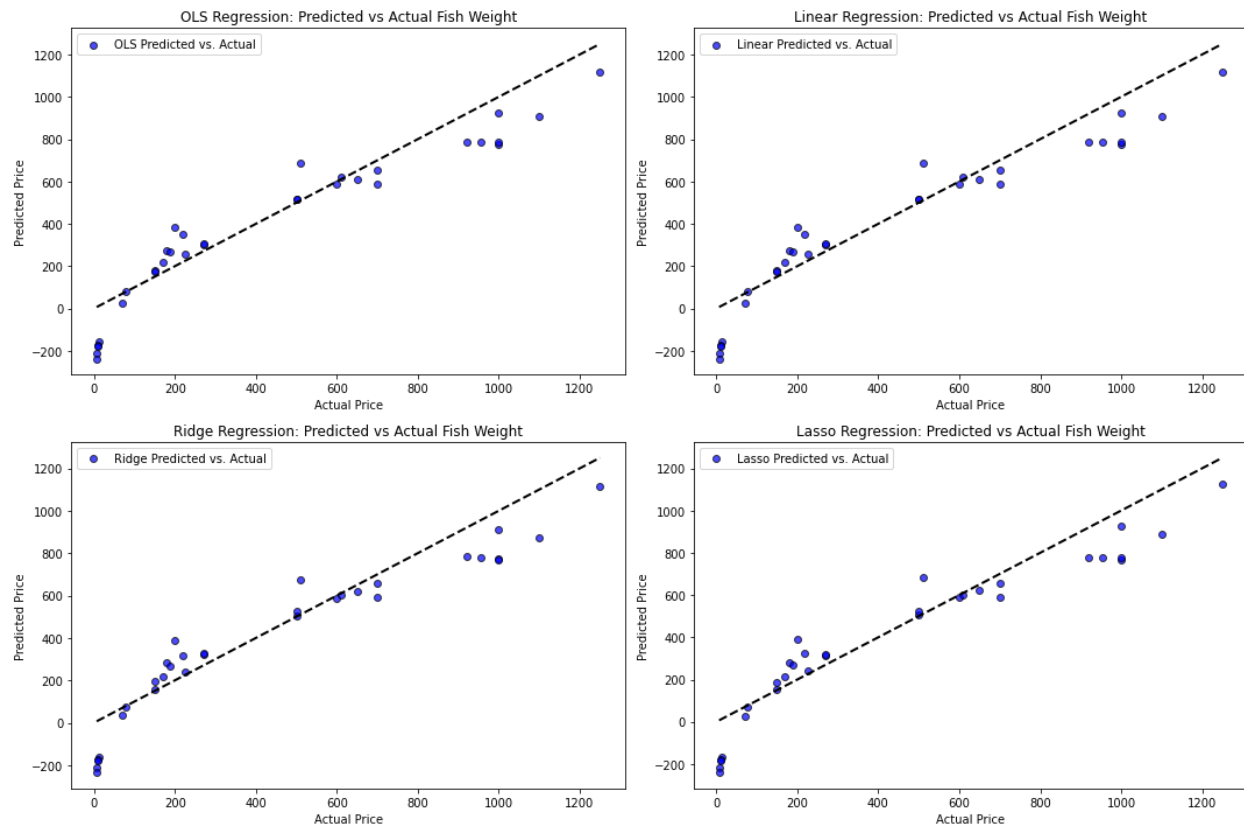 OLS Regression: Predicted vs Actual Fish Weight
OLS Predicted vs. Actual
1200
1000
800
600
400
200
0
−200
Predicted Price
0 200 400 600 800 1000 1200
Actual Price
Linear Regression: Predicted vs Actual Fish Weight
Linear Predicted vs. Actual
1200
1000
800
600
400
200
0
−200
Predicted Price
0 200 400 600 800 1000 1200
Actual Price
Ridge Regression: Predicted vs Actual Fish Weight
Ridge Predicted vs. Actual
1200
1000
800
600
400
200
0
−200
Predicted Price
0 200 400 600 800 1000 1200
Actual Price
Lasso Regression: Predicted vs Actual Fish Weight
Lasso Predicted vs. Actual
1200
1000
800
600
400
200
0
−200
Predicted Price
0 200 400 600 800 1000 1200
Actual Price